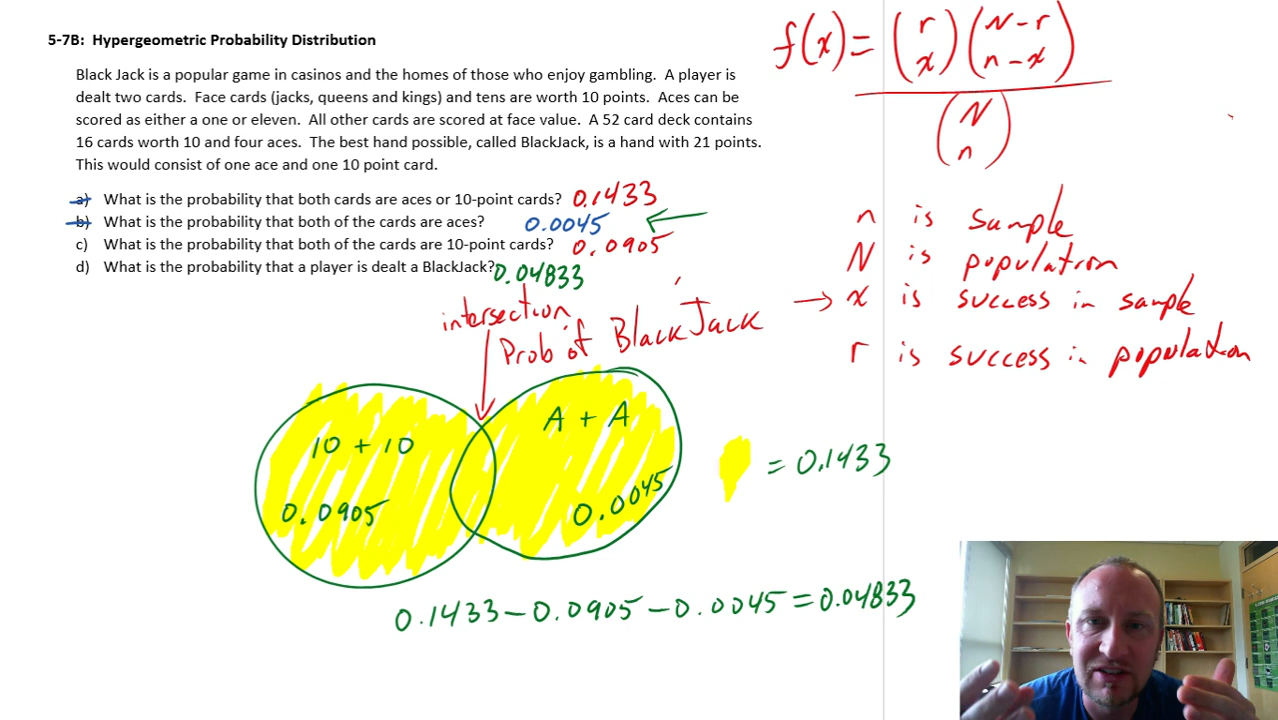 5-7B: Hypergeometric Probability Distribution
Black Jack is a popular game in casinos and the homes of those who enjoy gambling. A player is
dealt two cards. Face cards (jacks, queens and kings) and tens are worth 10 points. Aces can be
scored as either a one or eleven. All other cards are scored at face value. A 52 card deck contains
16 cards worth 10 and four aces. The best hand possible, called BlackJack, is a hand with 21 points.
This would consist of one ace and one 10 point card.
a) What is the probability that both cards are aces or 10-point cards? 0.1433
b) What is the probability that both of the cards are aces? 0.0045
c) What is the probability that both of the cards are 10-point cards? 0.0905
d) What is the probability that a player is dealt a BlackJack? 0.04833
intersection
Prob of BlackJack
10 + 10
0.0905
A + A
0.0045
= 0.1433
0.1433 - 0.0905 - 0.0045 = 0.04833
f(x) = (r x) (N-r n-x)
(N n)
n is sample
N is population
→ x is success in sample
r is success in population